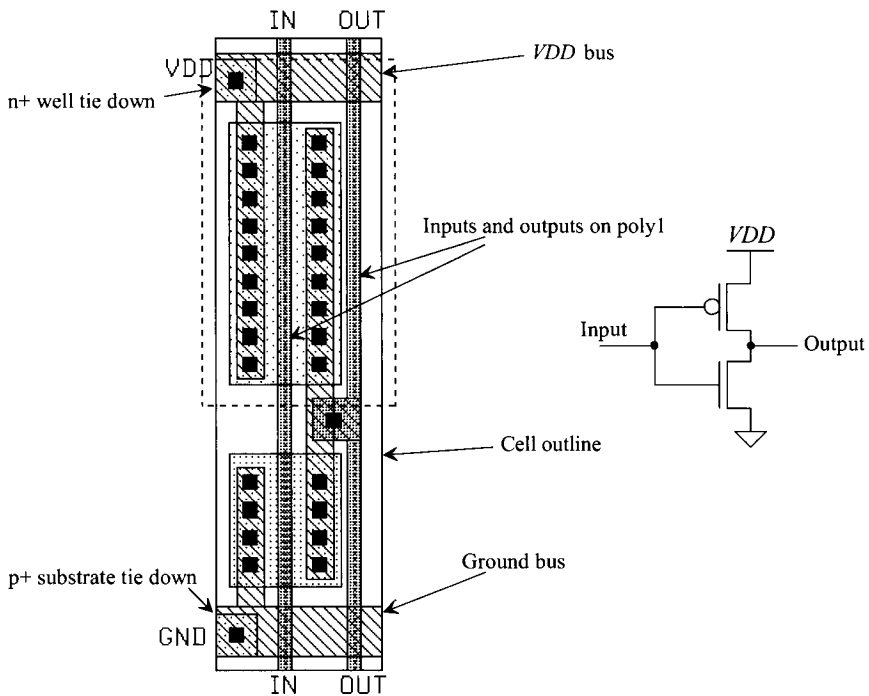 IN OUT
VDD
VDD bus
n+ well tie down
Inputs and outputs on poly1
VDD
Input
Output
Cell outline
p+ substrate tie down
Ground bus
GND
IN OUT